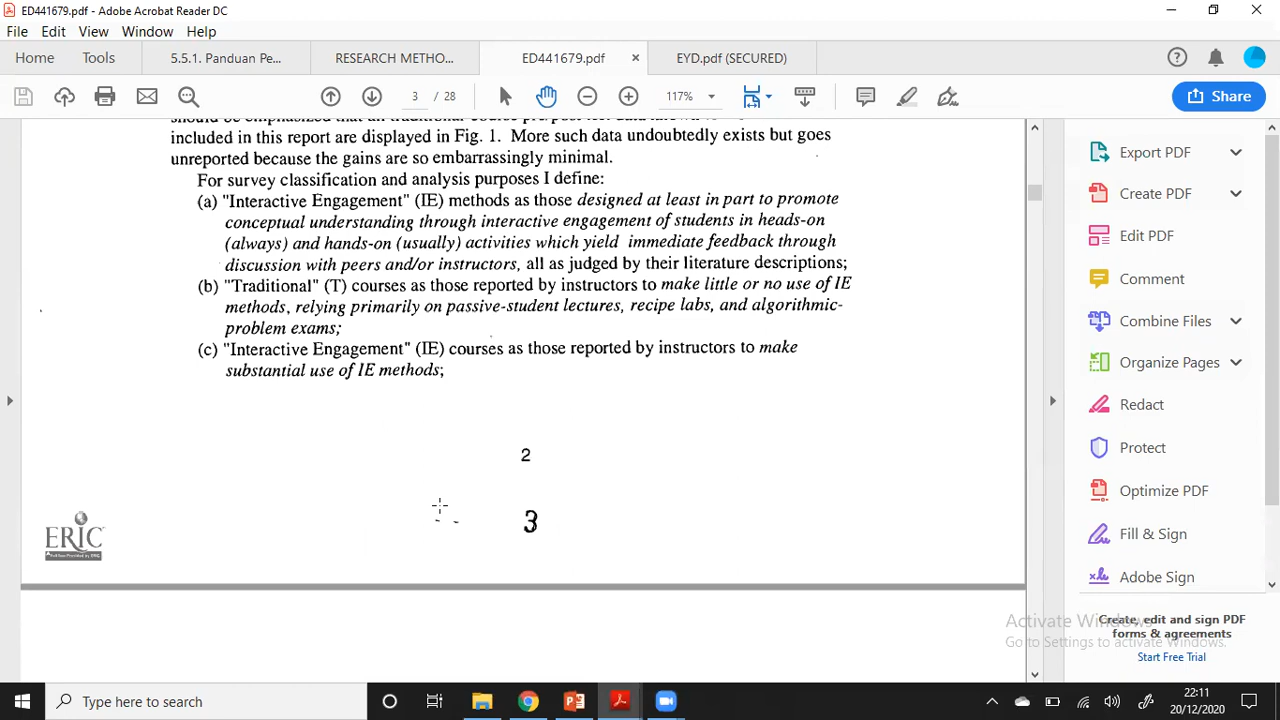 ED441679.pdf - Adobe Acrobat Reader DC
File Edit View Window Help
Home Tools 5.5.1. Panduan Pe... RESEARCH METHO... ED441679.pdf × EYD.pdf (SECURED)
3 / 28 117% Share
included in this report are displayed in Fig. 1. More such data undoubtedly exists but goes
unreported because the gains are so embarrassingly minimal.
For survey classification and analysis purposes I define:
(a) "Interactive Engagement" (IE) methods as those designed at least in part to promote
conceptual understanding through interactive engagement of students in heads-on
(always) and hands-on (usually) activities which yield immediate feedback through
discussion with peers and/or instructors, all as judged by their literature descriptions;
(b) "Traditional" (T) courses as those reported by instructors to make little or no use of IE
methods, relying primarily on passive-student lectures, recipe labs, and algorithmic-
problem exams;
(c) "Interactive Engagement" (IE) courses as those reported by instructors to make
substantial use of IE methods;
2
3
ERIC
Export PDF
Create PDF
Edit PDF
Comment
Combine Files
Organize Pages
Redact
Protect
Optimize PDF
Fill & Sign
Adobe Sign
Create, edit and sign PDF
forms & agreements
Start Free Trial
Activate Windows
Go to Settings to activate Windows.
Type here to search
22:11
20/12/2020